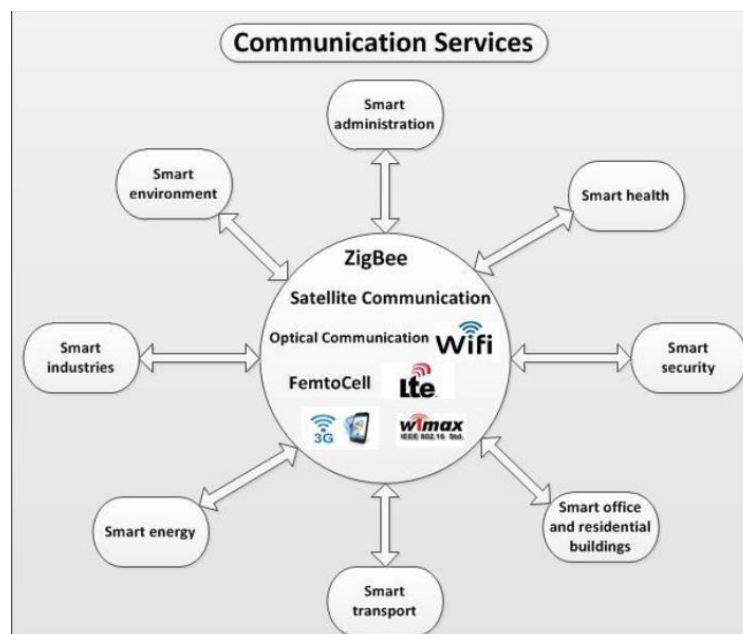 Communication Services
Smart
administration
Smart
environment
Smart health
ZigBee
Satellite Communication
Optical Communication
Wifi
Smart
industries
Smart
security
FemtoCell
Lte
3G
wimax
IEEE 802.16 Std.
Smart energy
Smart office
and residential
buildings
Smart
transport